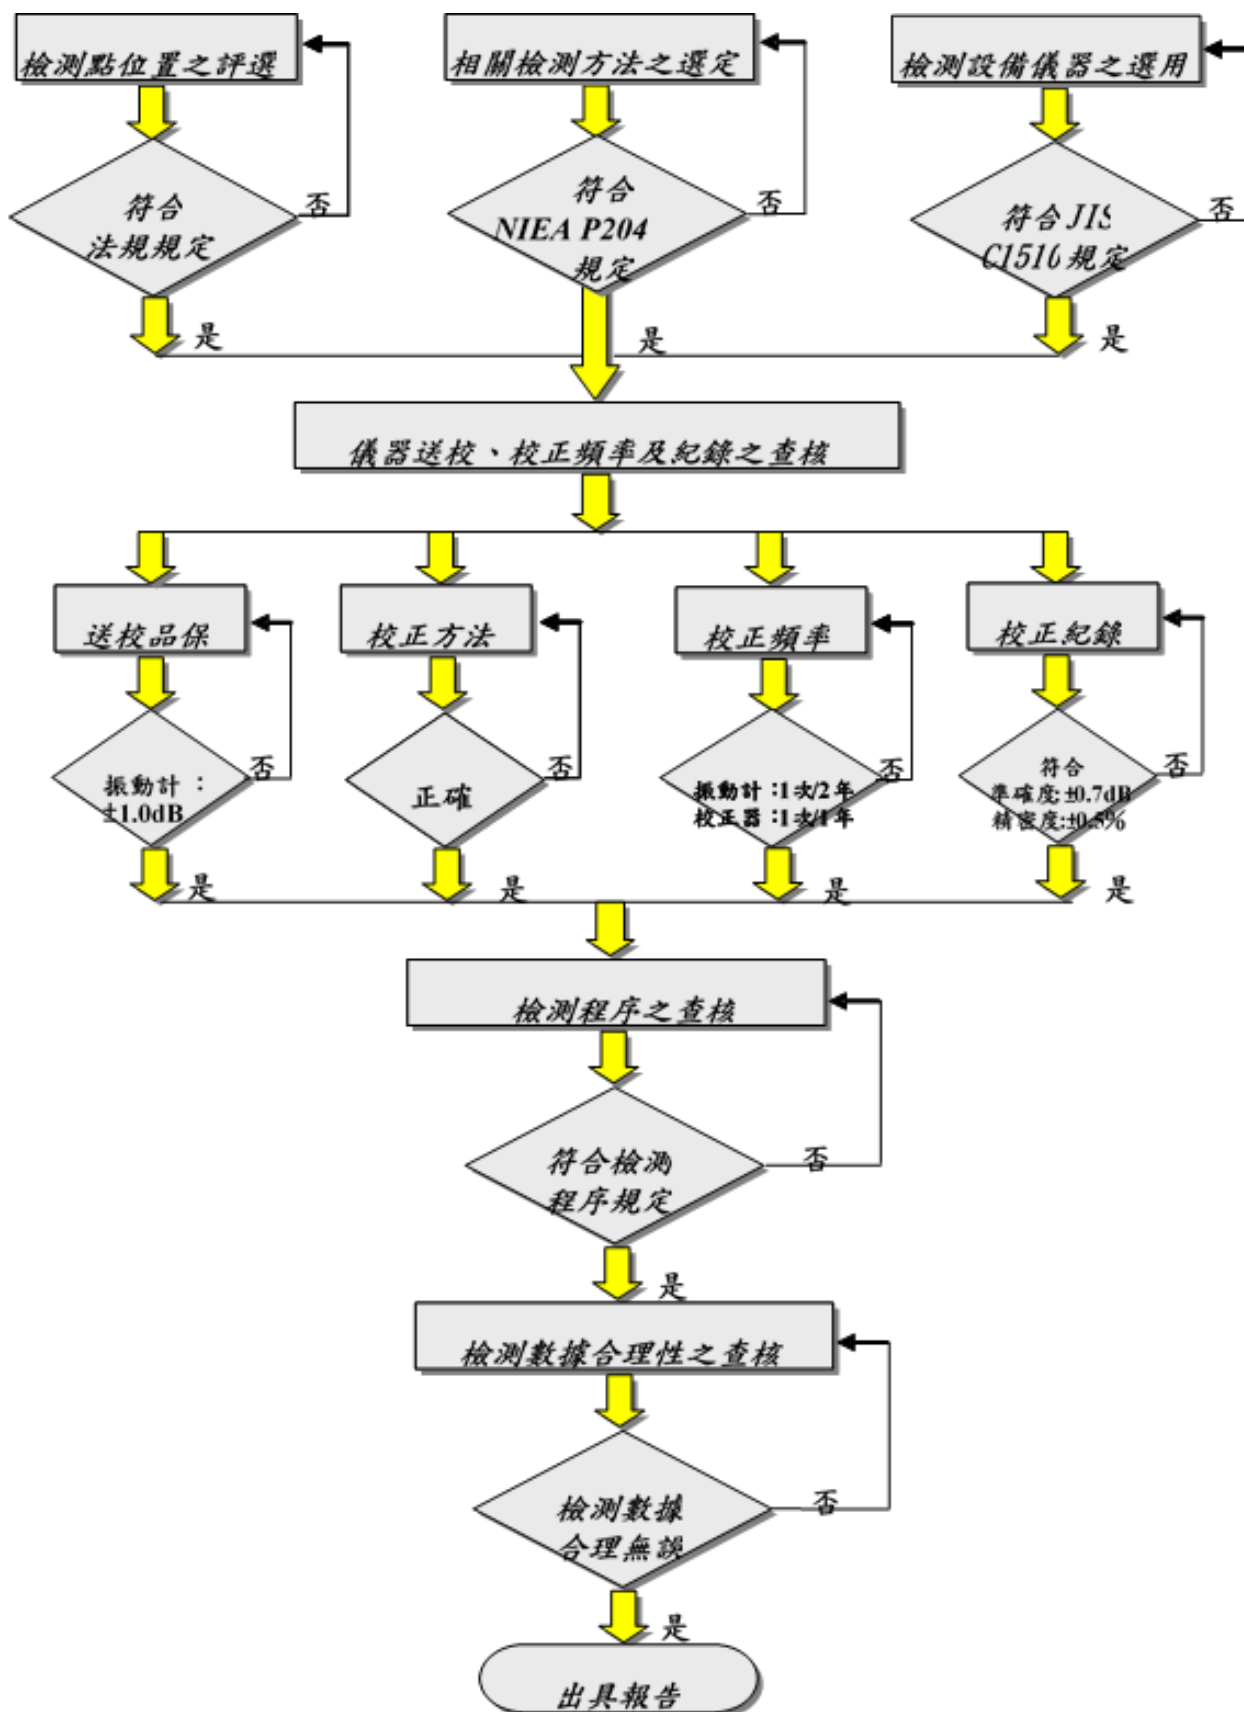 檢測點位置之評選
相關檢測方法之選定
檢測設備儀器之選用
符合
法規規定
否
符合
NIEA P204
規定
否
符合JIS
C1510規定
否
是
是
是
儀器送校、校正頻率及紀錄之查核
送校品保
校正方法
校正頻率
校正紀錄
振動計：
±1.0dB
否
正確
否
振動計：1次/2年
校正器：1次/1年
否
符合
準確度:±0.7dB
精密度:±0.5%
否
是
是
是
是
檢測程序之查核
符合檢測
程序規定
否
是
檢測數據合理性之查核
檢測數據
合理無誤
否
是
出具報告